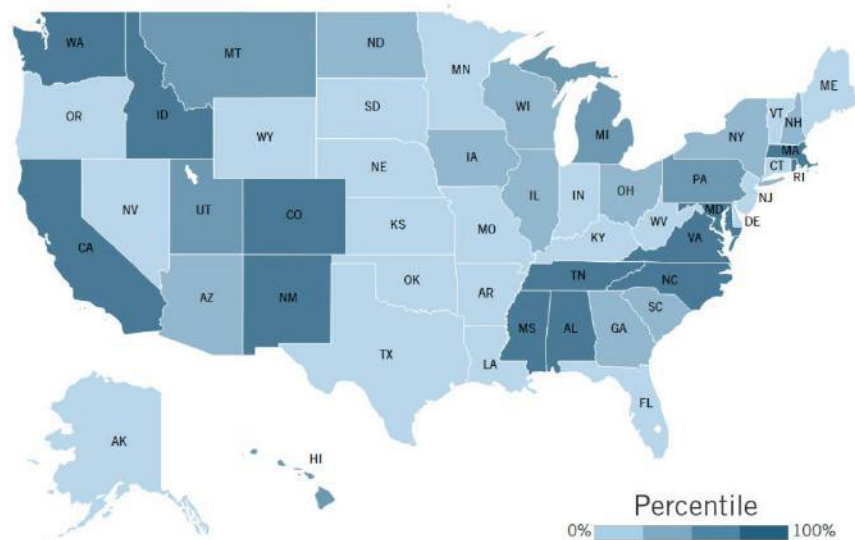 WA
MT
ND
MN
ME
OR
ID
SD
WI
VT
NH
WY
MI
NY
MA
IA
CT
RI
NE
PA
NJ
NV
UT
CO
IL
IN
OH
MD
DE
CA
KS
MO
WV
VA
KY
AZ
NM
OK
AR
TN
NC
SC
MS
AL
GA
TX
LA
FL
AK
HI
Percentile
0% 100%